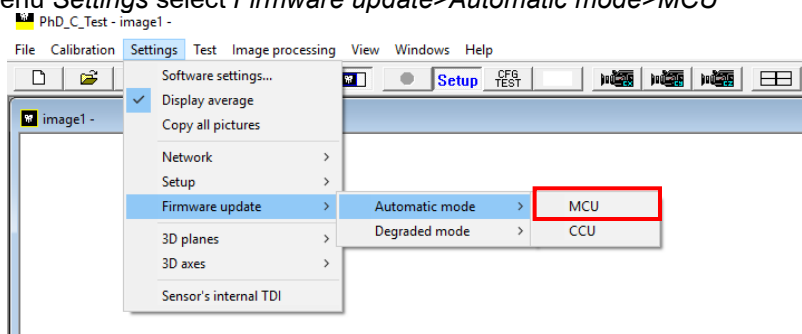 enu Settings select Firmware update>Automatic mode>MCU
PhD_C_Test - image1 -
File Calibration Settings Test Image processing View Windows Help
Setup CFG TEST
Software settings...
Display average
Copy all pictures
image1 -
Network
Setup
Firmware update
Automatic mode
MCU
Degraded mode
CCU
3D planes
3D axes
Sensor's internal TDI